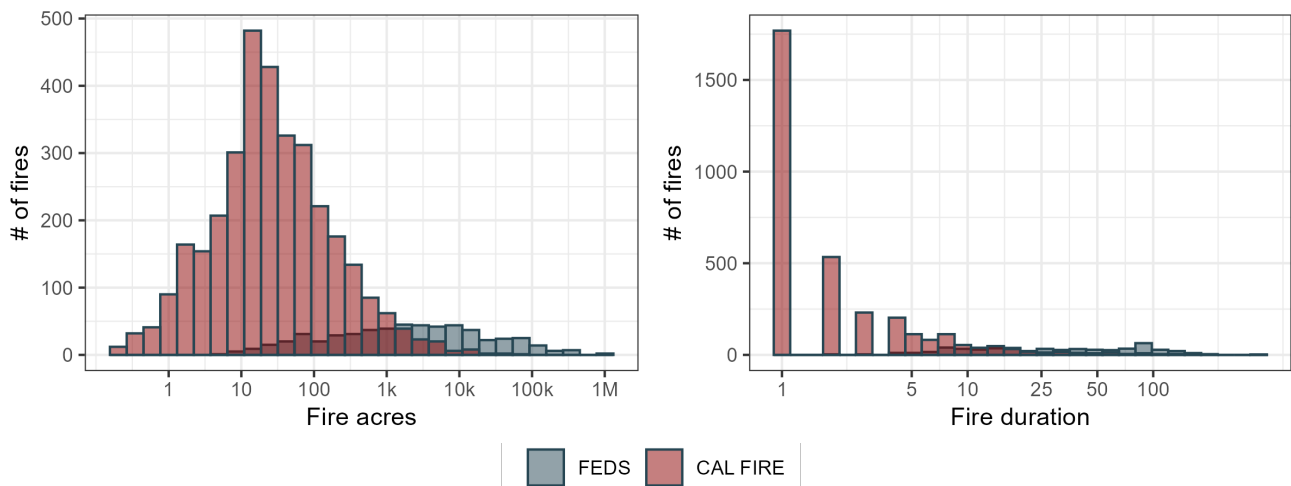 # of fires
500
400
300
200
100
0
1
10
100
1k
10k
100k
1M
Fire acres
# of fires
1500
1000
500
0
1
5
10
25
50
100
Fire duration
FEDS
CAL FIRE